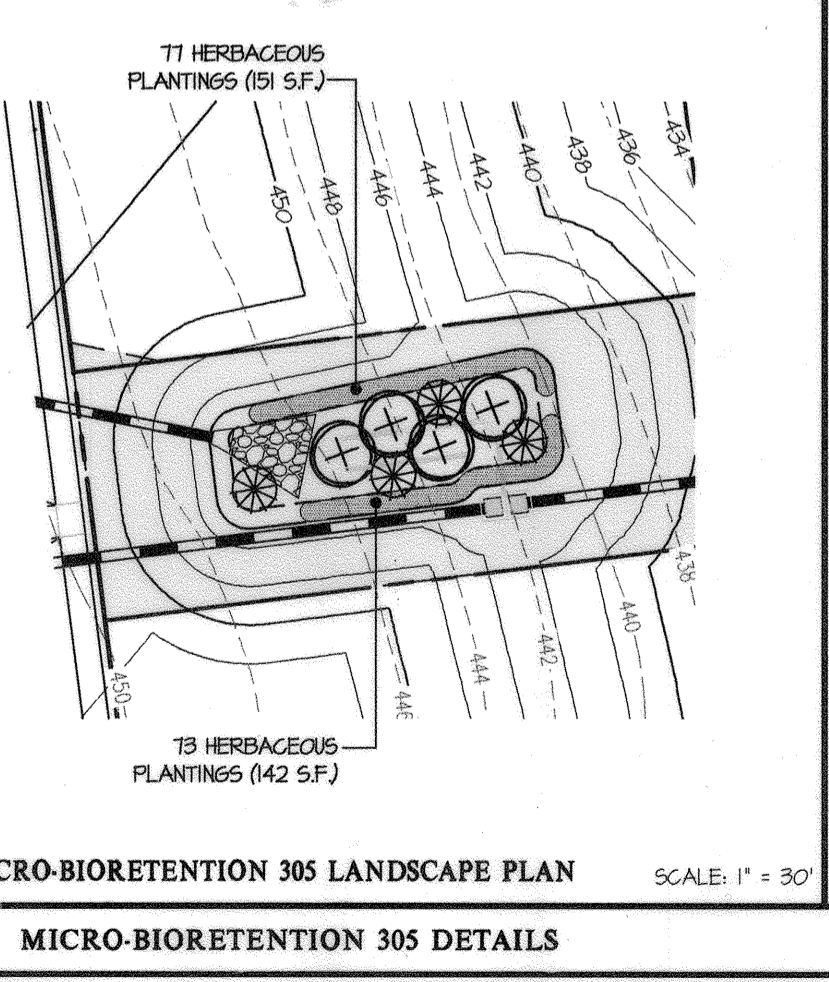 77 HERBACEOUS
PLANTINGS (151 S.F.)
450
448
446
444
442
440
438
436
434
450
444
442
440
438
73 HERBACEOUS
PLANTINGS (142 S.F.)
CRO-BIORETENTION 305 LANDSCAPE PLAN
SCALE: 1" = 30'
MICRO-BIORETENTION 305 DETAILS